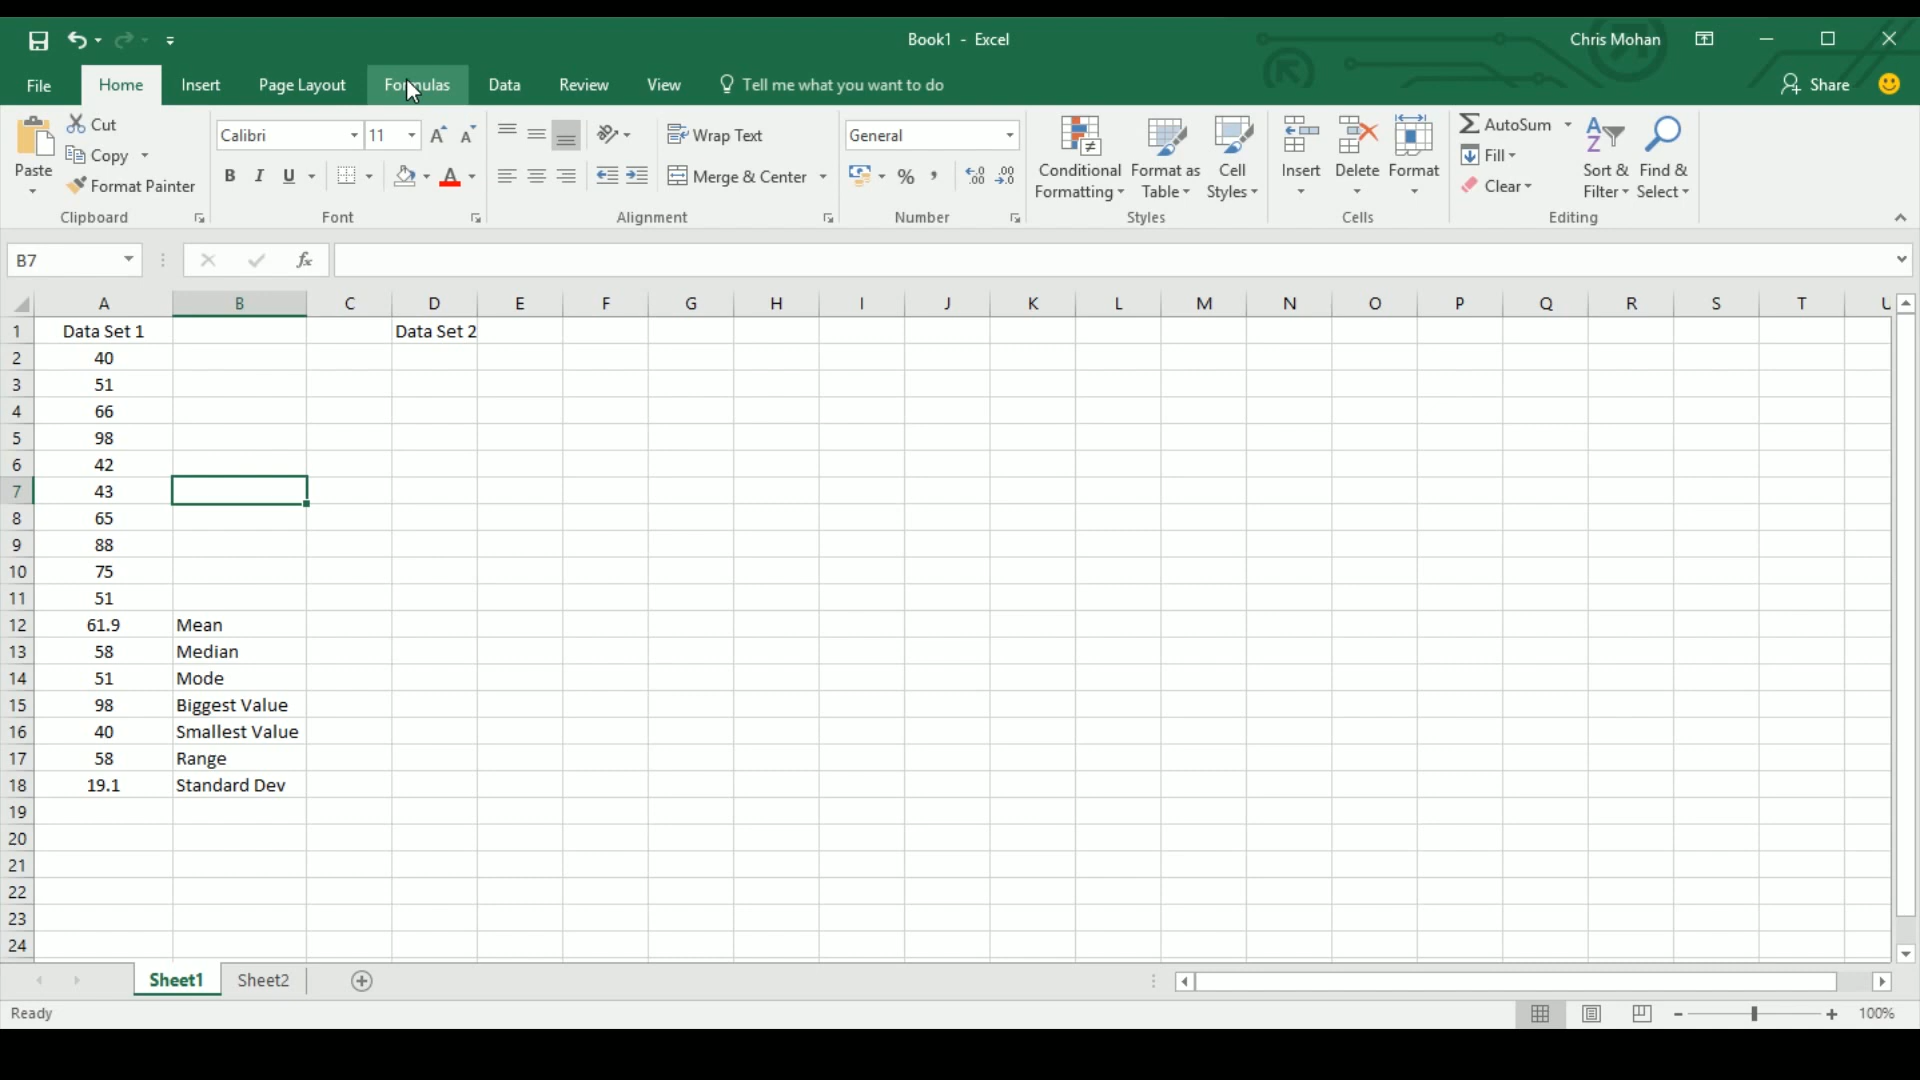 Book1 - Excel
Chris Mohan
File Home Insert Page Layout Formulas Data Review View Tell me what you want to do Share
Paste
Cut
Copy
Format Painter
Clipboard
Calibri 11
B I U A
Font
Wrap Text
Merge & Center
Alignment
General
% ,
Number
Conditional Formatting
Format as Table
Cell Styles
Styles
Insert Delete Format
Cells
AutoSum
Fill
Clear
Sort & Filter
Find & Select
Editing
B7 fx
A B C D E F G H I J K L M N O P Q R S T U
1 Data Set 1 Data Set 2
2 40
3 51
4 66
5 98
6 42
7 43
8 65
9 88
10 75
11 51
12 61.9 Mean
13 58 Median
14 51 Mode
15 98 Biggest Value
16 40 Smallest Value
17 58 Range
18 19.1 Standard Dev
19
20
21
22
23
24
Sheet1 Sheet2
Ready 100%